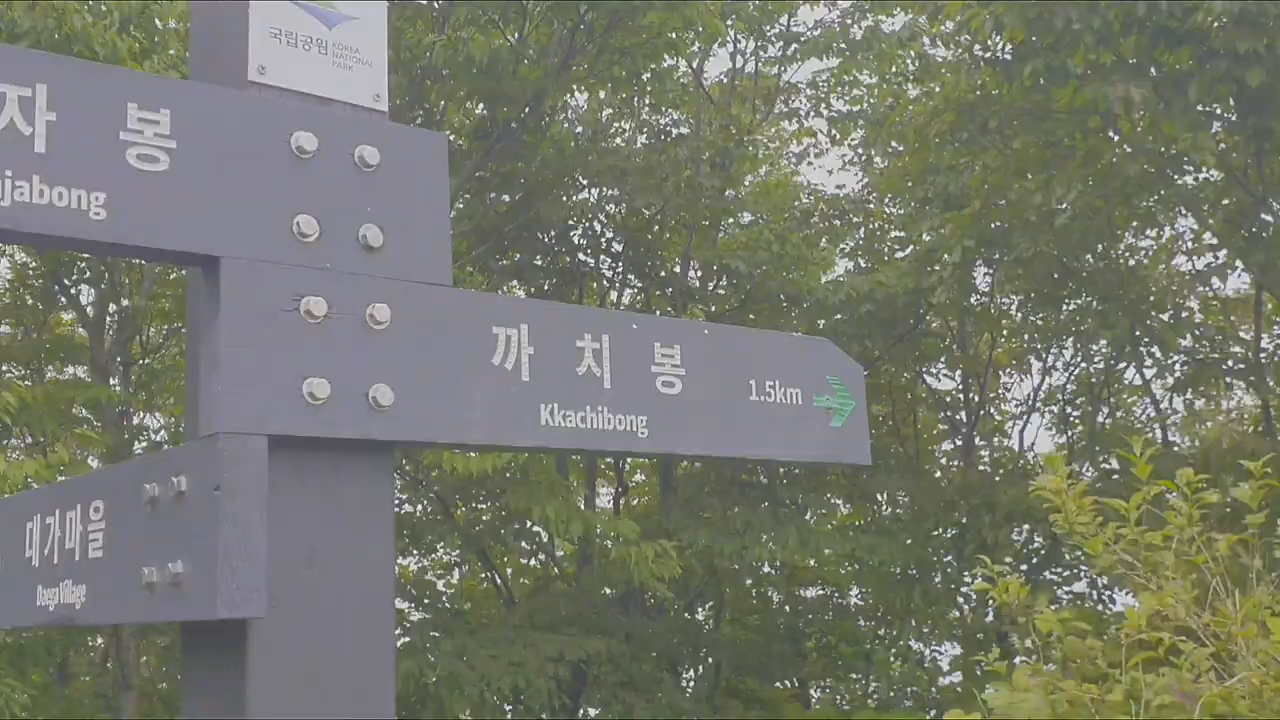 국립공원 KOREA
NATIONAL
PARK
자봉
jabong
까치봉
Kkachibong
1.5km
대가마을
Daega Village